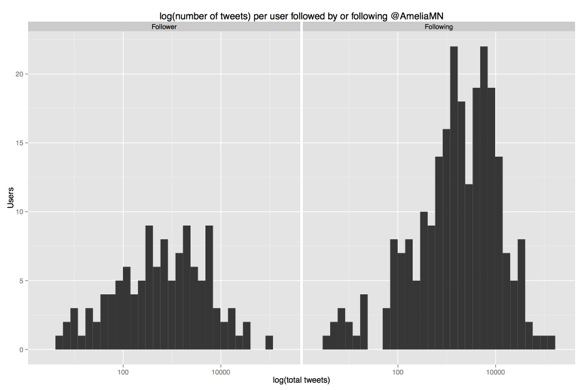 log(number of tweets) per user followed by or following @AmeliaMN
Follower
Following
Users
20
15
10
5
0
100
10000
100
10000
log(total tweets)